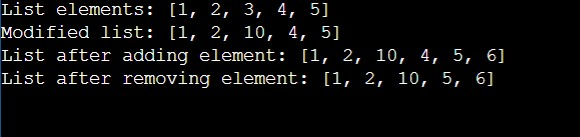 List elements: [1, 2, 3, 4, 5]
Modified list: [1, 2, 10, 4, 5]
List after adding element: [1, 2, 10, 4, 5, 6]
List after removing element: [1, 2, 10, 5, 6]